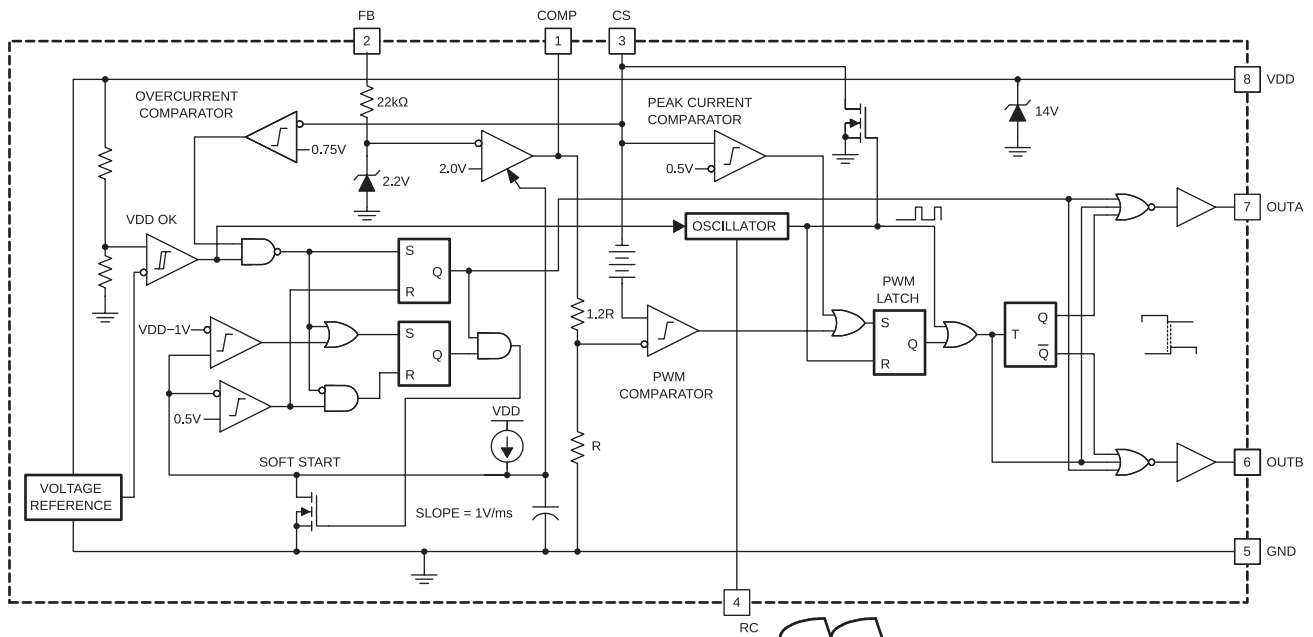 FB COMP CS
2 1 3
8 VDD
OVERCURRENT
COMPARATOR
22kΩ
PEAK CURRENT
COMPARATOR
14V
0.75V
2.0V
0.5V
2.2V
VDD OK
7 OUTA
OSCILLATOR
S
Q
R
PWM
LATCH
1.2R
VDD–1V
S
Q
R
S
Q
R
T
Q
Q̅
PWM
COMPARATOR
0.5V
VDD
R
SOFT START
6 OUTB
VOLTAGE
REFERENCE
SLOPE = 1V/ms
5 GND
4
RC